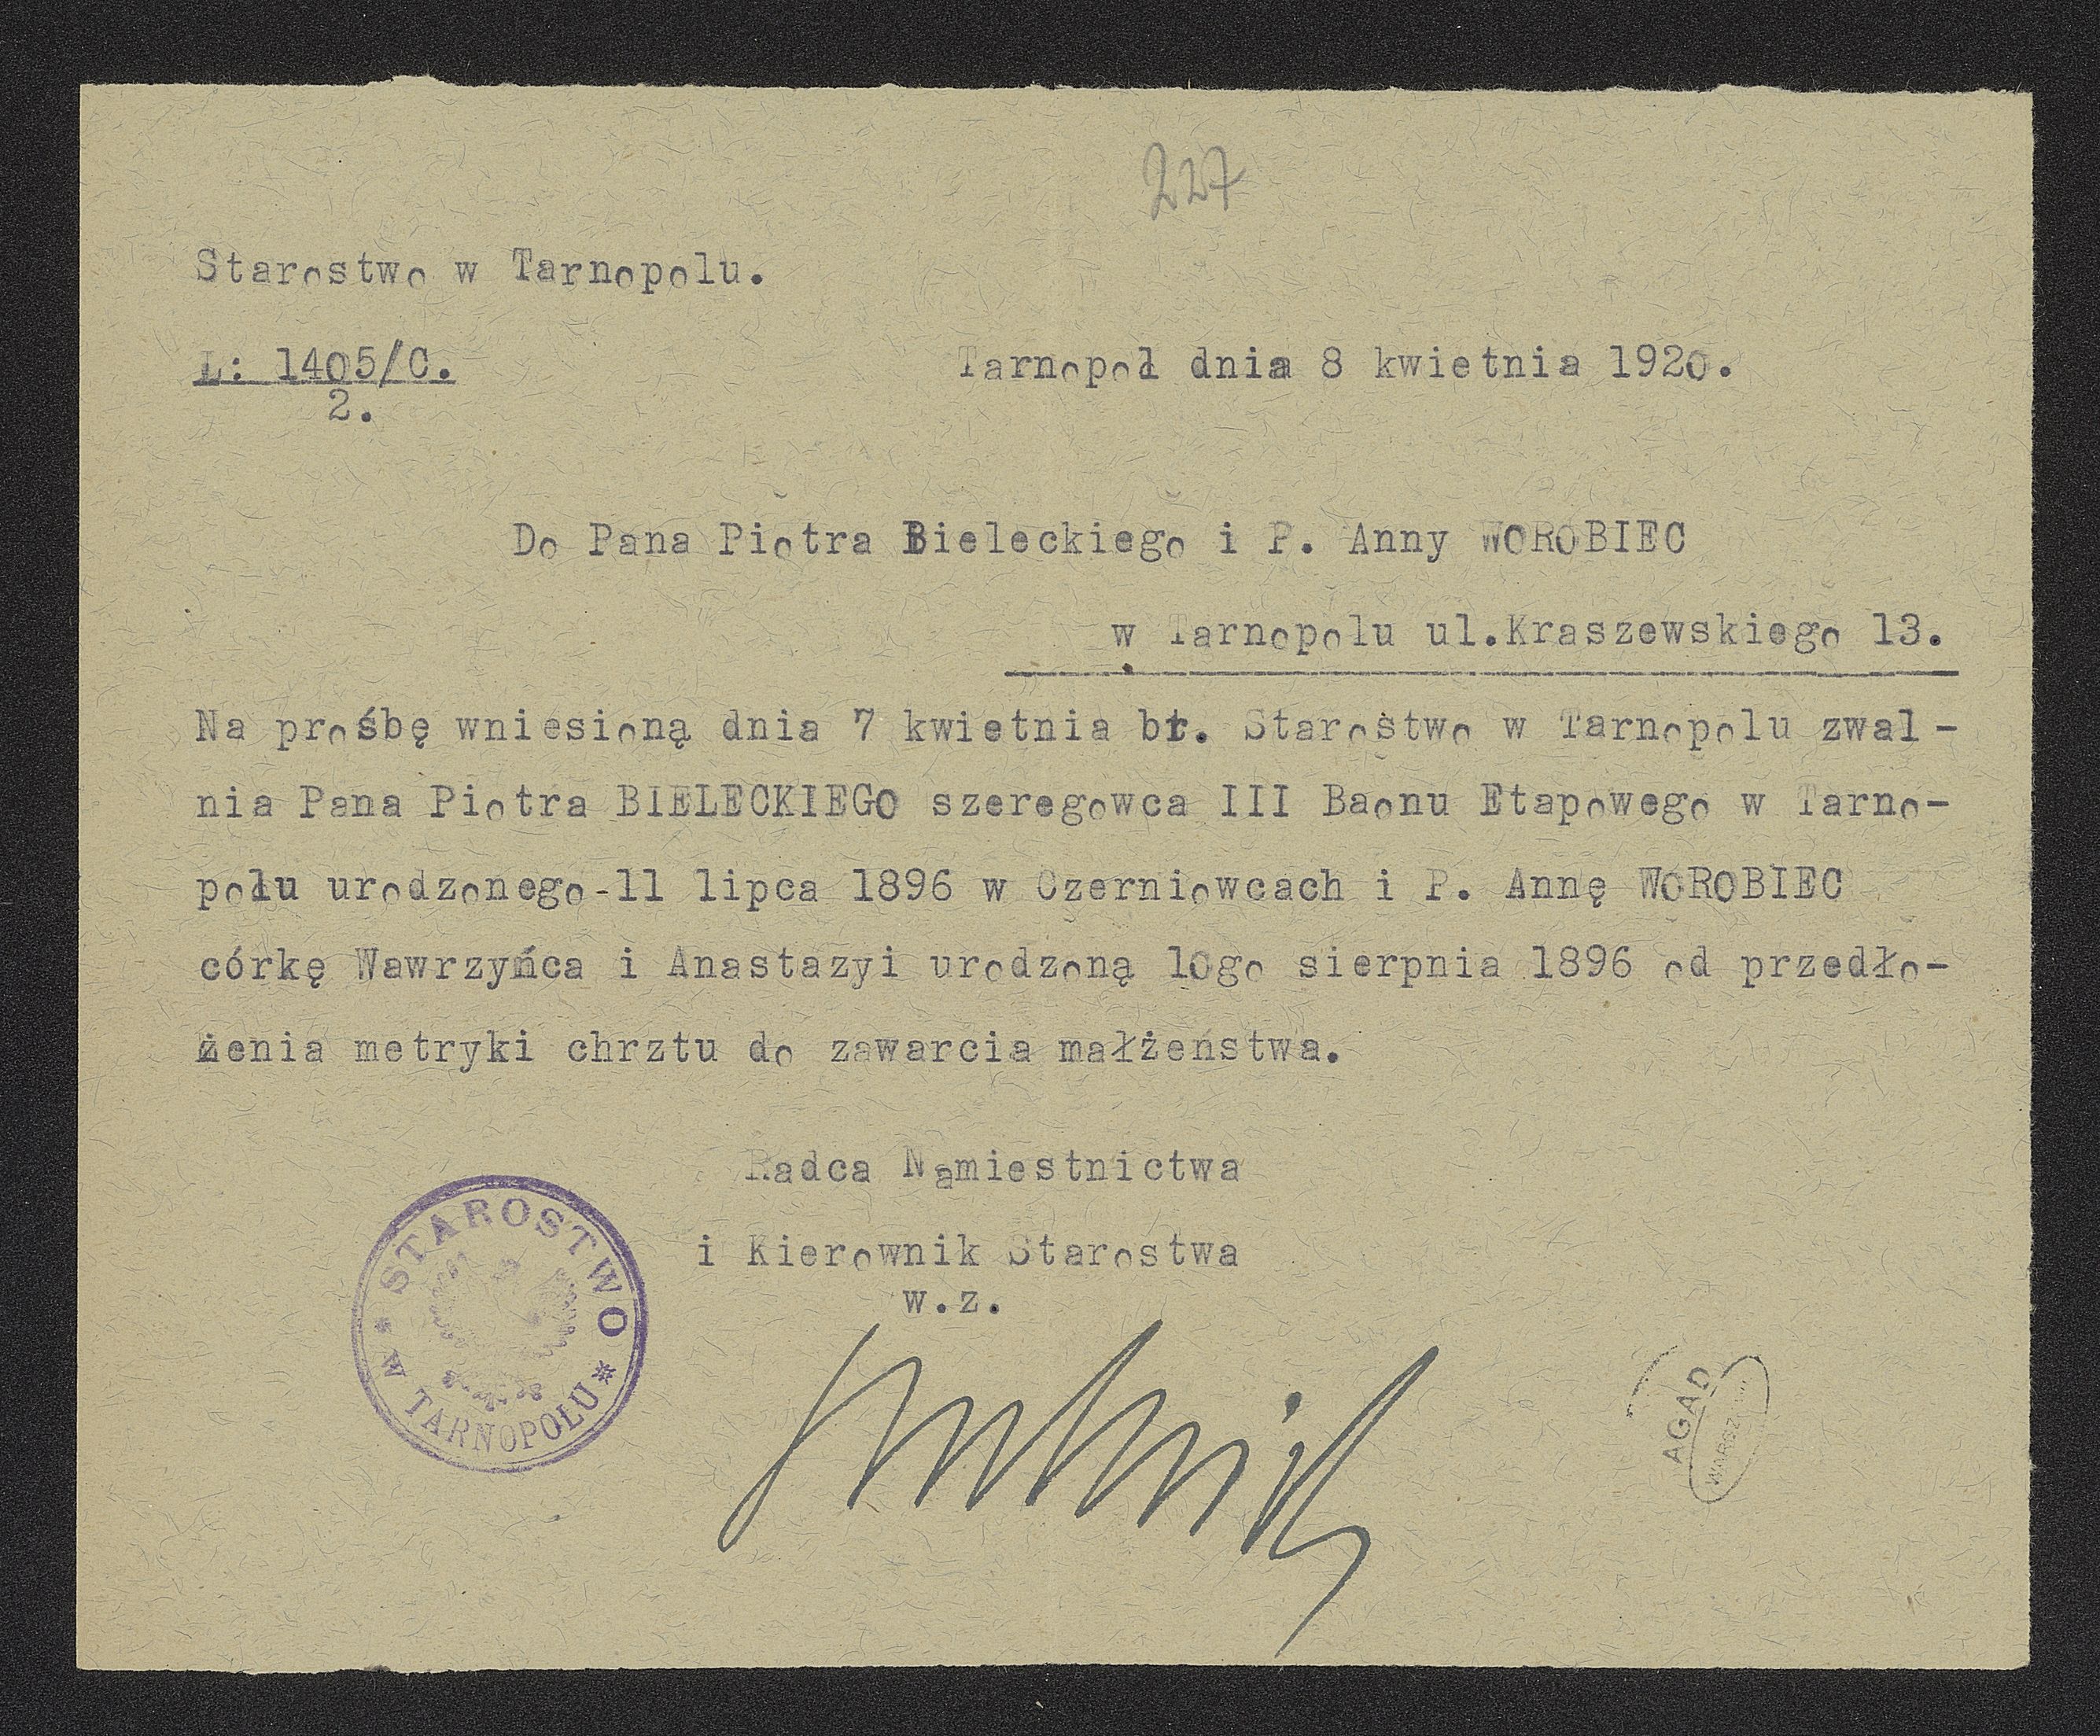 227
Starostwo w Tarnopolu.
L: 1405/C.
2.
Tarnopol dnia 8 kwietnia 1920.
Do Pana Piotra Bieleckiego i P. Anny WOROBIEC
w Tarnopolu ul.Kraszewskiego 13.
Na prośbę wniesioną dnia 7 kwietnia br. Starostwo w Tarnopolu zwal-
nia Pana Piotra BIELECKIEGO szeregowca III Baonu Etapowego w Tarno-
polu urodzonego-11 lipca 1896 w Czerniowcach i P. Annę WOROBIEC
córkę Wawrzyńca i Anastazyi urodzoną 10go sierpnia 1896 od przedło-
żenia metryki chrztu do zawarcia małżeństwa.
Radca Namiestnictwa
i Kierownik Starostwa
w.z.
STAROSTWO
w TARNOPOLU
AGAD